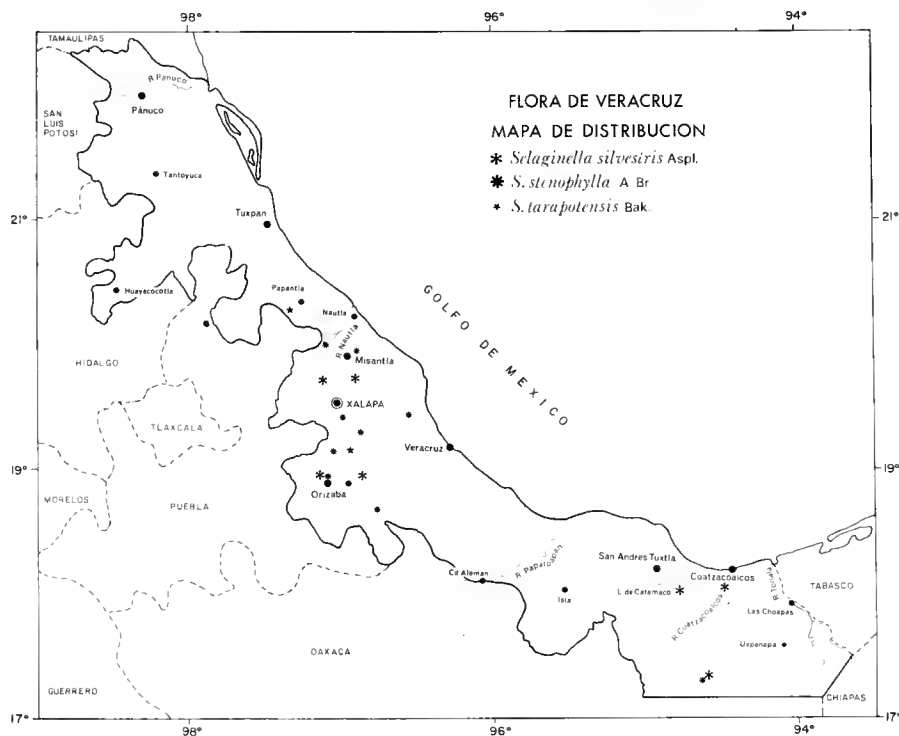 98° 96° 94°
TAMAULIPAS
R Panuco
Pánuco
SAN
LUIS
POTOSI
FLORA DE VERACRUZ
MAPA DE DISTRIBUCION
* Selaginella silvestris Aspl.
* S. stenophylla A Br
* S. tarapotensis Bak.
Tantoyuca
21° 21°
Tuxpan
Huayacocotla
Papantla
Nautla
R Nautla
Misantla
GOLFO DE MEXICO
HIDALGO
XALAPA
TLAXCALA
Veracruz
19° 19°
MORELOS
PUEBLA
Orizaba
Cd Aleman
R Papaloapan
San Andres Tuxtla
Coatzacoalcos
L de Catamaco
Isla
R Coatzacoalcos
R Tonala
TABASCO
Las Choapas
Uxpanapa
OAXACA
GUERRERO
CHIAPAS
17° 17°
98° 96° 94°